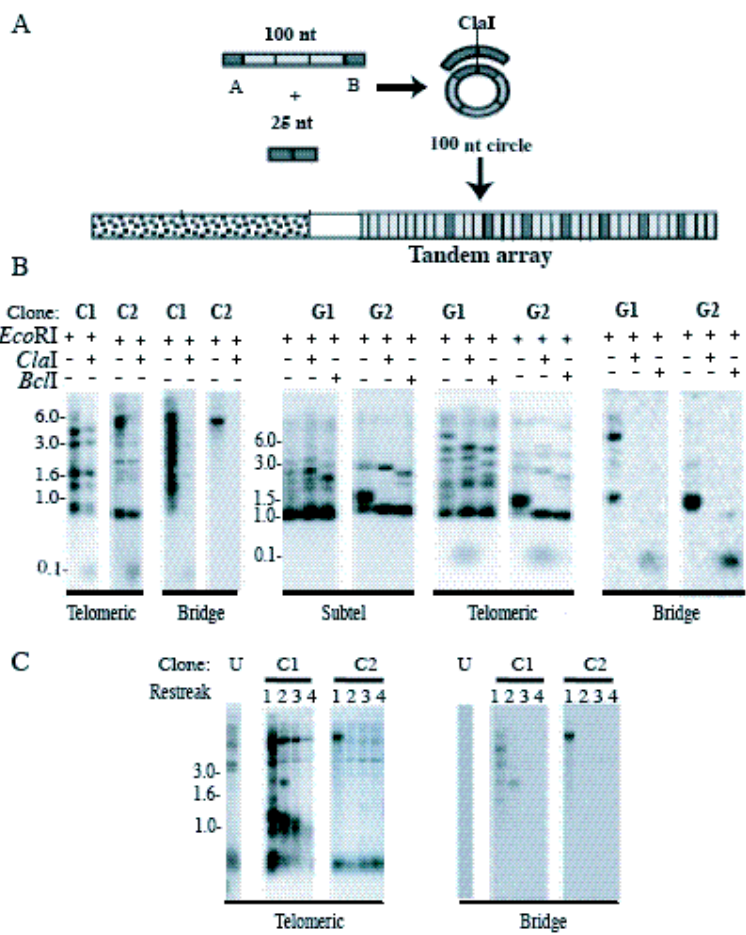 A
100 nt
ClaI
A
B
+
25 nt
100 nt circle
Tandem array
B
Clone: C1 C2 C1 C2 G1 G2 G1 G2 G1 G2
EcoRI + + + + + + + + + + + + + + + + + + + + + + + + + +
ClaI - + - + - + - + - + - - + - - + - - + - - + - - + -
BclI - - - - - - - - - - + - - + - - + - - + - - + - - +
6.0-
3.0-
1.6-
1.0-
0.1-
6.0-
3.0-
1.5-
1.0-
0.1-
Telomeric Bridge Subtel Telomeric Bridge
C
Clone: U C1 C2 U C1 C2
Restreak 1 2 3 4 1 2 3 4 1 2 3 4 1 2 3 4
3.0-
1.6-
1.0-
Telomeric Bridge